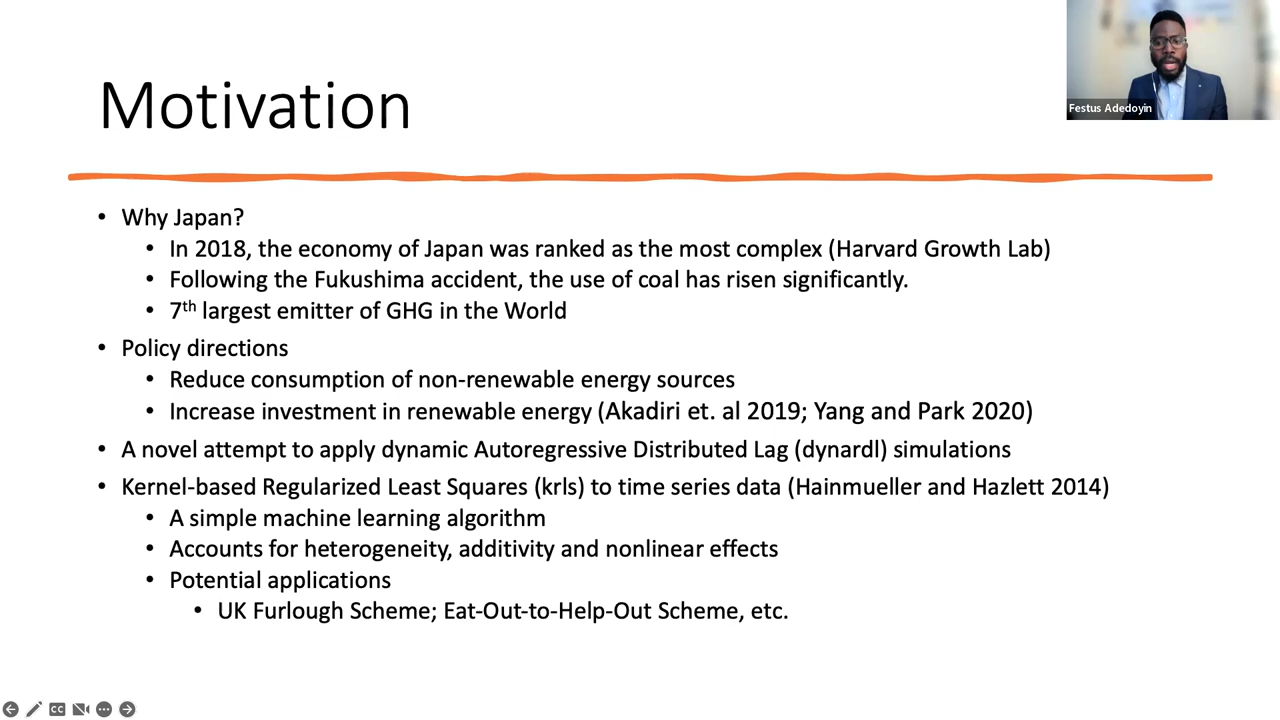 Motivation
Festus Adedoyin
• Why Japan?
• In 2018, the economy of Japan was ranked as the most complex (Harvard Growth Lab)
• Following the Fukushima accident, the use of coal has risen significantly.
• 7th largest emitter of GHG in the World
• Policy directions
• Reduce consumption of non-renewable energy sources
• Increase investment in renewable energy (Akadiri et. al 2019; Yang and Park 2020)
• A novel attempt to apply dynamic Autoregressive Distributed Lag (dynardl) simulations
• Kernel-based Regularized Least Squares (krls) to time series data (Hainmueller and Hazlett 2014)
• A simple machine learning algorithm
• Accounts for heterogeneity, additivity and nonlinear effects
• Potential applications
• UK Furlough Scheme; Eat-Out-to-Help-Out Scheme, etc.
CC